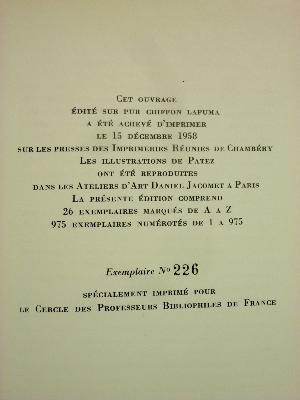 Cet ouvrage
édité sur pur chiffon Lafuma
a été achevé d'imprimer
le 15 décembre 1958
sur les presses des Imprimeries Réunies de Chambéry
Les illustrations de Patez
ont été reproduites
dans les Ateliers d'Art Daniel Jacomet a Paris
La présente édition comprend
26 exemplaires marqués de A a Z
975 exemplaires numérotés de 1 a 975
Exemplaire No 226
spécialement imprimé pour
le Cercle des Professeurs Bibliophiles de France